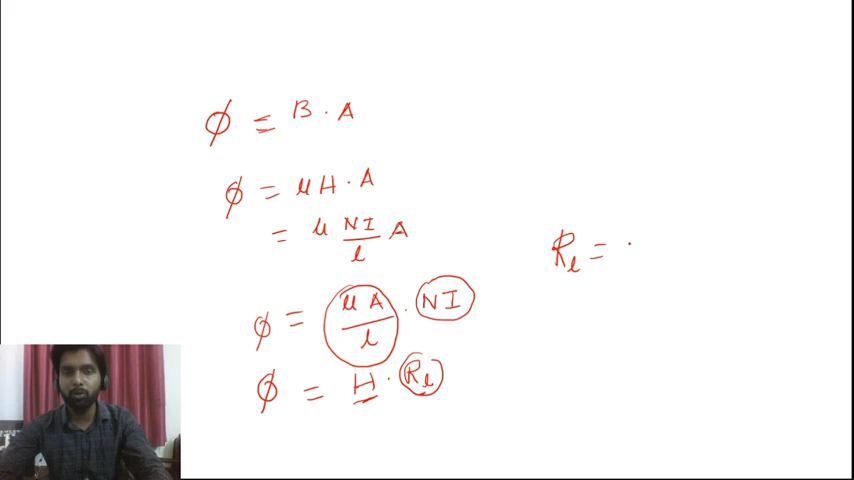 ϕ = B · A
ϕ = μH · A
= μ NI/l A
ϕ = μA/l · NI
ϕ = H · Rl
Rl = ·